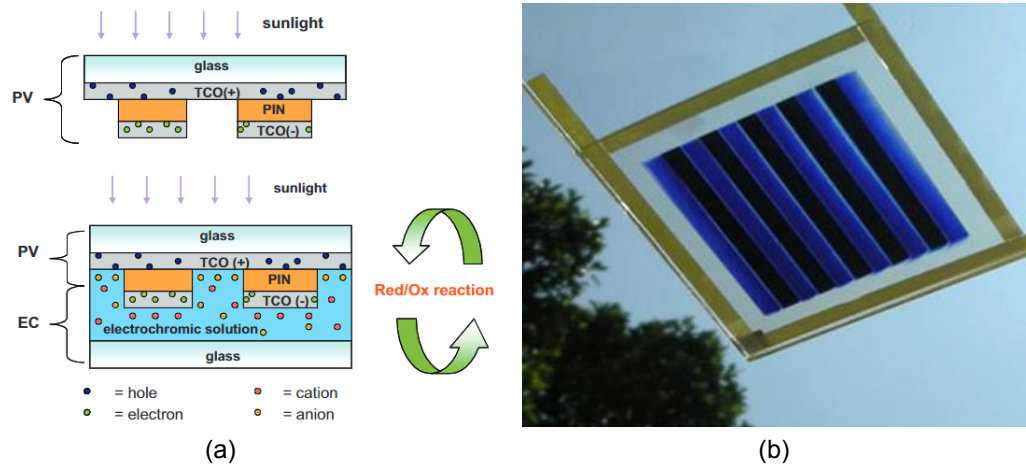 sunlight
glass
TCO(+)
PV
PIN
TCO(-)
sunlight
glass
PV
TCO (+)
PIN
Red/Ox reaction
TCO (-)
EC
electrochromic solution
glass
= hole
= cation
= electron
= anion
(a)
(b)